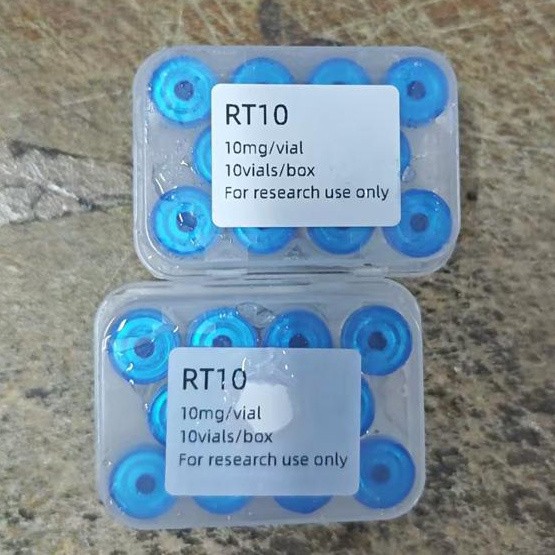 RT10
10mg/vial
10vials/box
For research use only
RT10
10mg/vial
10vials/box
For research use only